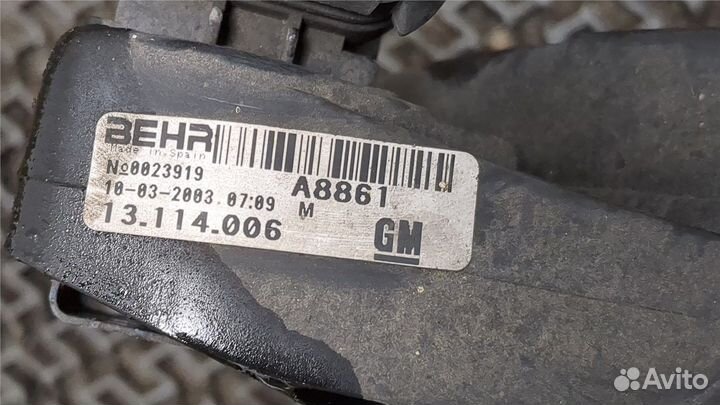 BEHR
Made in Spain
№0023919
A8861
10-03-2003.07:09
M
13.114.006
GM
Avito